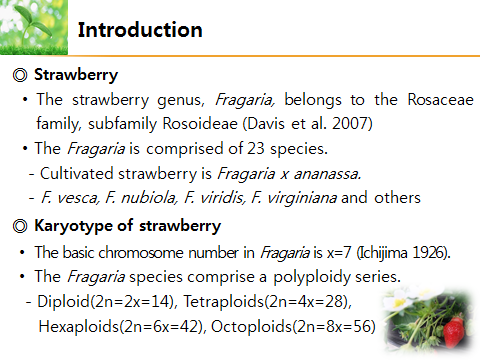 Introduction
◎ Strawberry
• The strawberry genus, Fragaria, belongs to the Rosaceae
family, subfamily Rosoideae (Davis et al. 2007)
• The Fragaria is comprised of 23 species.
- Cultivated strawberry is Fragaria x ananassa.
- F. vesca, F. nubiola, F. viridis, F. virginiana and others
◎ Karyotype of strawberry
• The basic chromosome number in Fragaria is x=7 (Ichijima 1926).
• The Fragaria species comprise a polyploidy series.
- Diploid(2n=2x=14), Tetraploids(2n=4x=28),
Hexaploids(2n=6x=42), Octoploids(2n=8x=56)